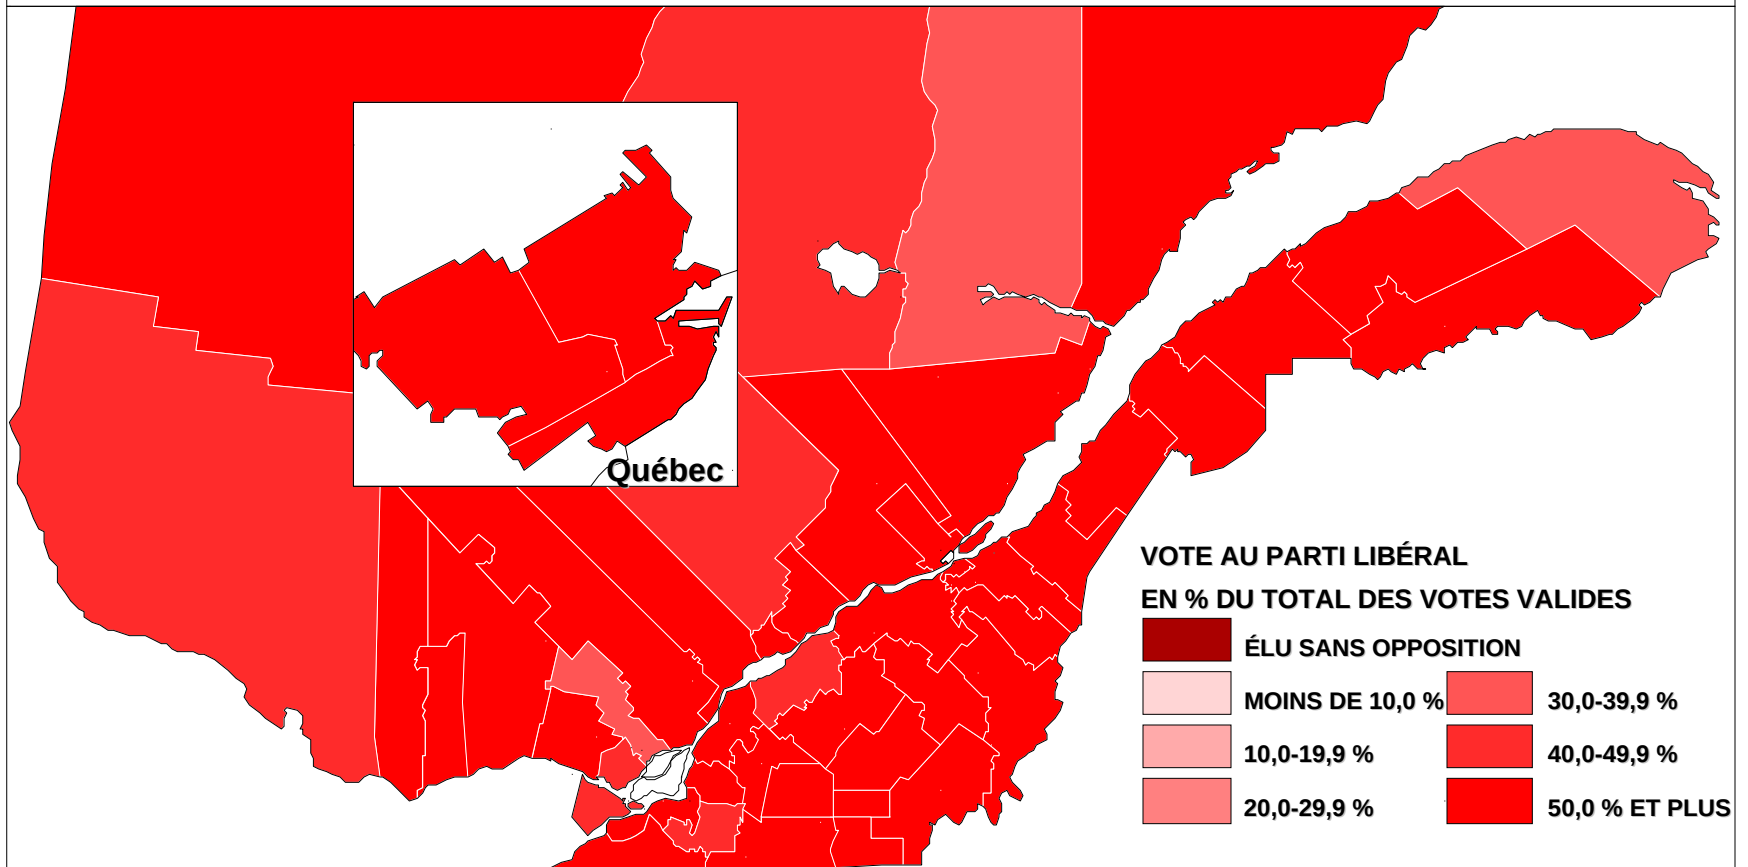 Québec
VOTE AU PARTI LIBÉRAL
EN % DU TOTAL DES VOTES VALIDES
ÉLU SANS OPPOSITION
MOINS DE 10,0 %
30,0-39,9 %
10,0-19,9 %
40,0-49,9 %
20,0-29,9 %
50,0 % ET PLUS